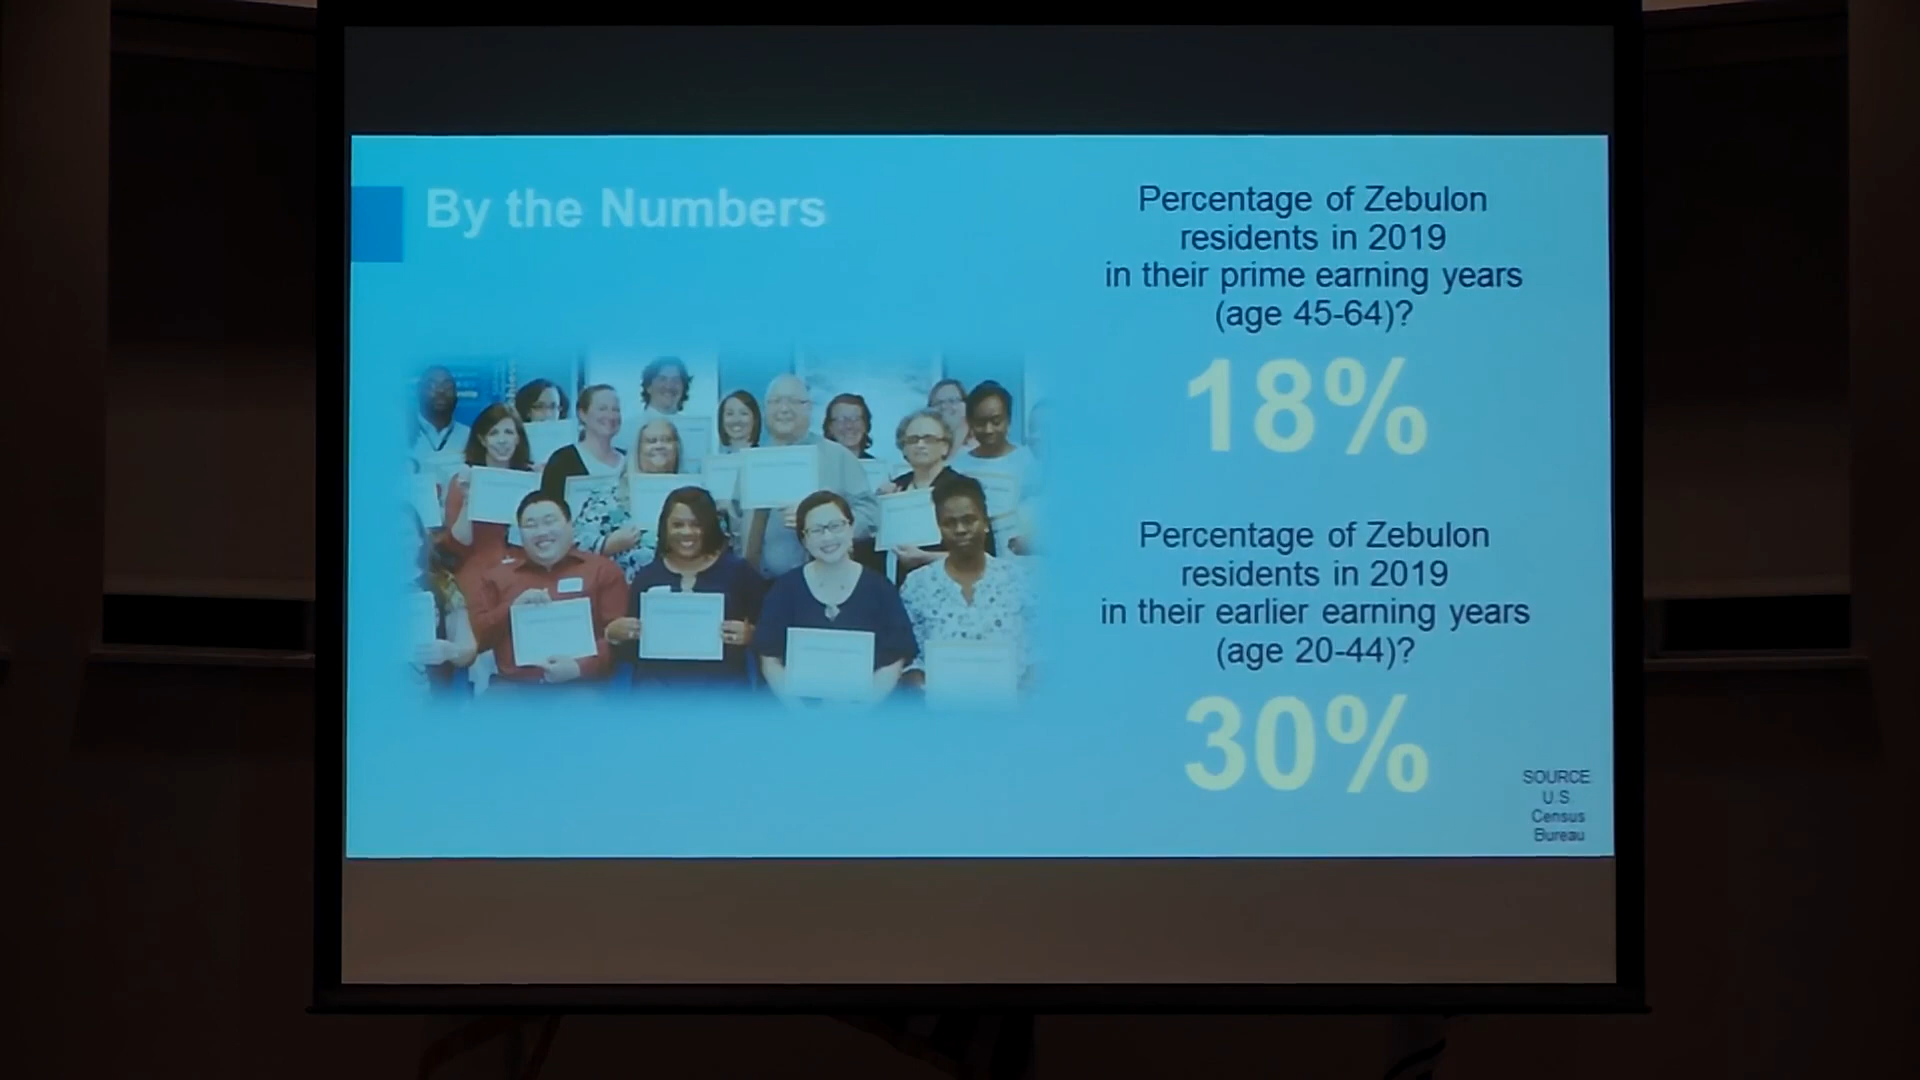 By the Numbers
Percentage of Zebulon
residents in 2019
in their prime earning years
(age 45-64)?
18%
Percentage of Zebulon
residents in 2019
in their earlier earning years
(age 20-44)?
30%
SOURCE
U.S
Census
Bureau